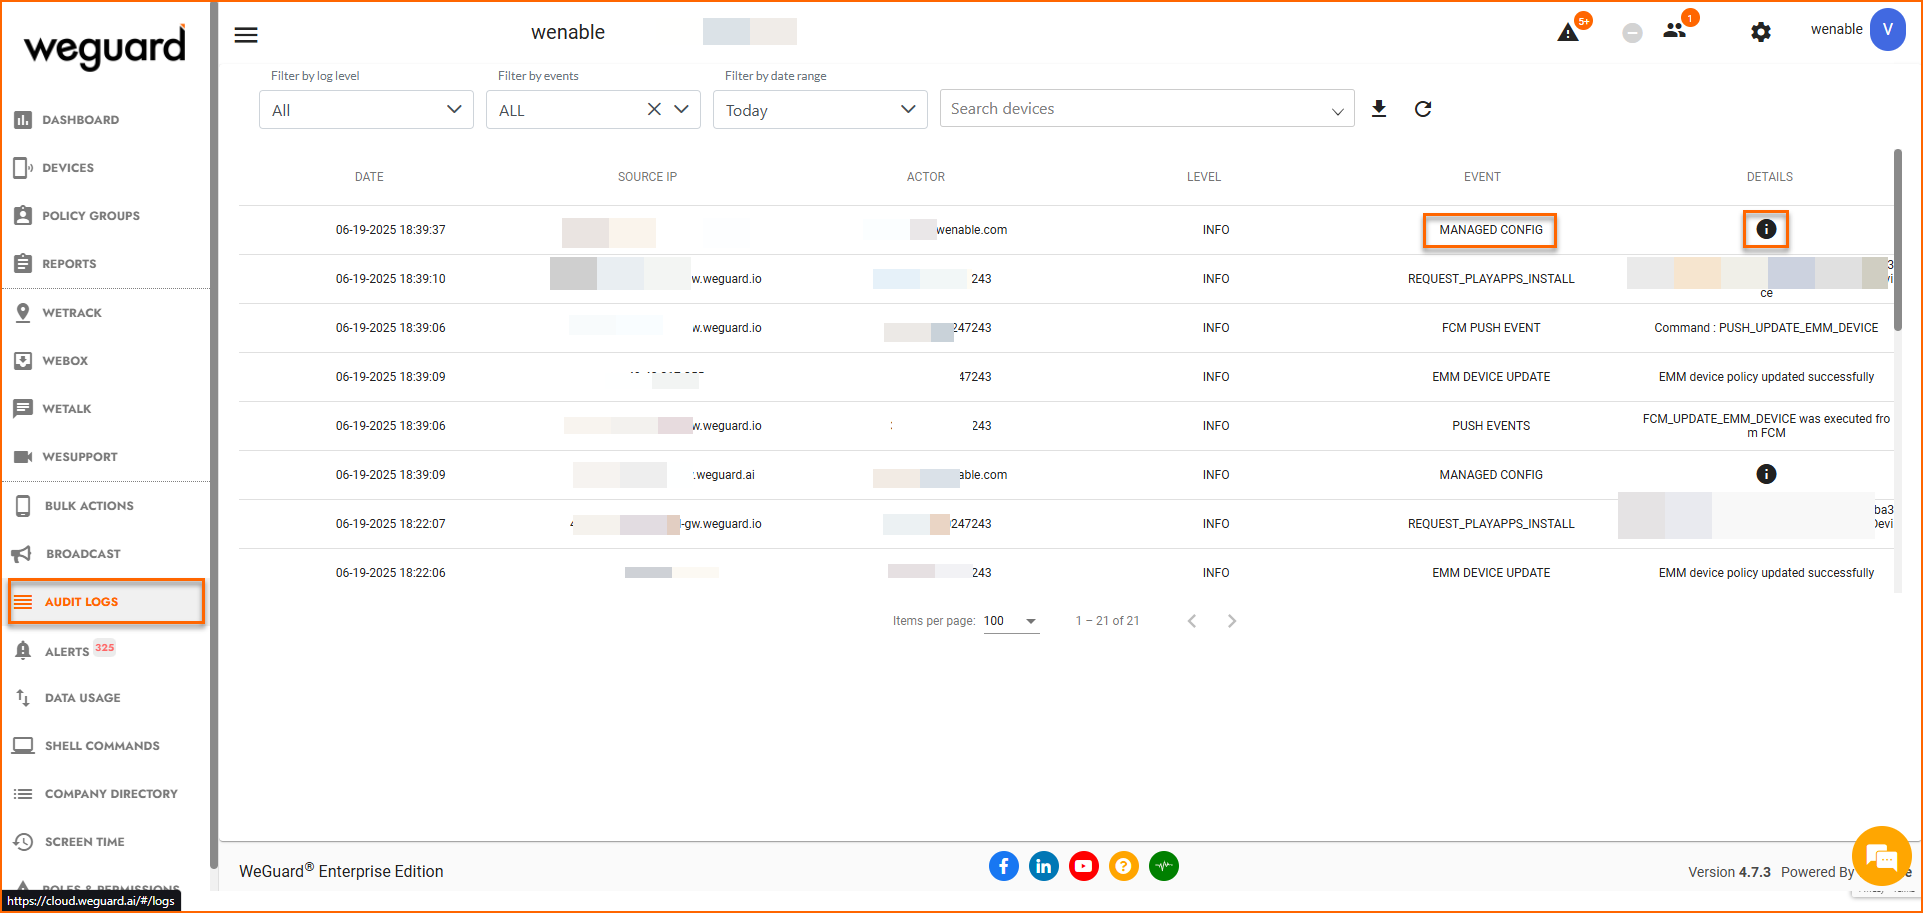 weguard
wenable
5+
1
wenable
V
Filter by log level
Filter by events
Filter by date range
All
ALL
Today
Search devices
DASHBOARD
DEVICES
POLICY GROUPS
REPORTS
WETRACK
WEBOX
WETALK
WESUPPORT
BULK ACTIONS
BROADCAST
AUDIT LOGS
ALERTS 325
DATA USAGE
SHELL COMMANDS
COMPANY DIRECTORY
SCREEN TIME
ROLES & PERMISSIONS
https://cloud.weguard.ai/#/logs
DATE SOURCE IP ACTOR LEVEL EVENT DETAILS
06-19-2025 18:39:37 wenable.com INFO MANAGED CONFIG
06-19-2025 18:39:10 w.weguard.io 243 INFO REQUEST_PLAYAPPS_INSTALL
ce
06-19-2025 18:39:06 w.weguard.io 247243 INFO FCM PUSH EVENT Command : PUSH_UPDATE_EMM_DEVICE
06-19-2025 18:39:09 47243 INFO EMM DEVICE UPDATE EMM device policy updated successfully
06-19-2025 18:39:06 w.weguard.io 243 INFO PUSH EVENTS FCM_UPDATE_EMM_DEVICE was executed fro
m FCM
06-19-2025 18:39:09 .weguard.ai able.com INFO MANAGED CONFIG
06-19-2025 18:22:07 -gw.weguard.io 247243 INFO REQUEST_PLAYAPPS_INSTALL ba3
Devi
06-19-2025 18:22:06 243 INFO EMM DEVICE UPDATE EMM device policy updated successfully
Items per page: 100 1 – 21 of 21
WeGuard® Enterprise Edition
Version 4.7.3 Powered By